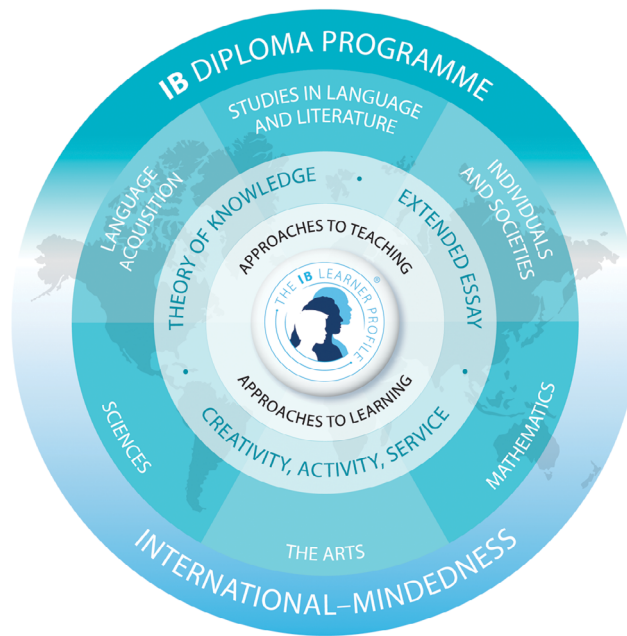 IB DIPLOMA PROGRAMME
STUDIES IN LANGUAGE
AND LITERATURE
LANGUAGE
ACQUISITION
INDIVIDUALS
AND SOCIETIES
THEORY OF KNOWLEDGE
•
EXTENDED ESSAY
APPROACHES TO TEACHING
THE IB LEARNER PROFILE
®
APPROACHES TO LEARNING
•
CREATIVITY, ACTIVITY, SERVICE
•
SCIENCES
MATHEMATICS
THE ARTS
INTERNATIONAL–MINDEDNESS